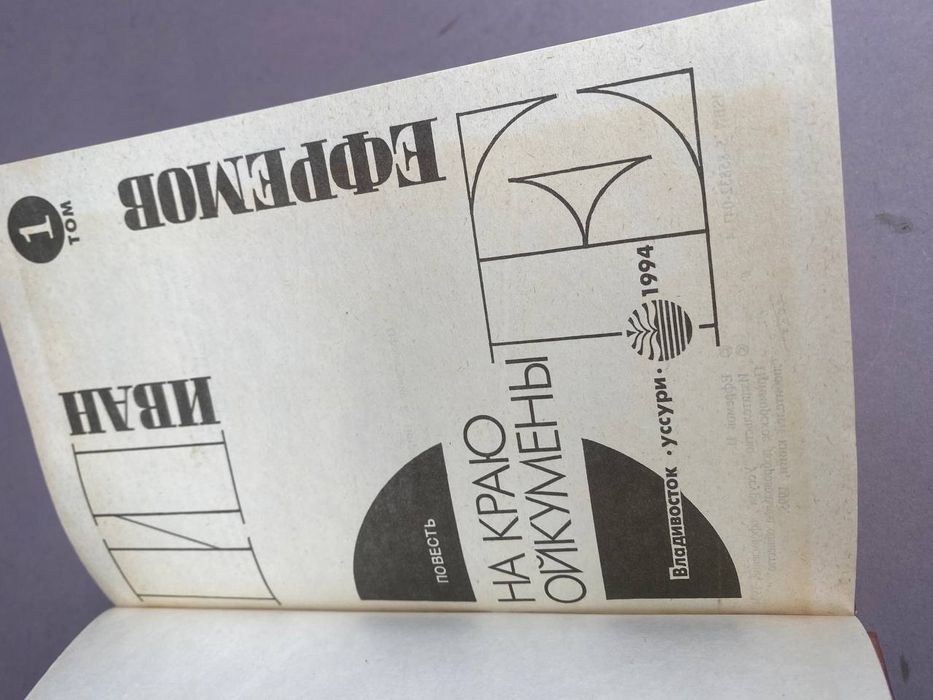 1
ТОМ
И
ИВАН
ЕФРЕМОВ
Е
ПОВЕСТЬ
НА КРАЮ
ОЙКУМЕНЫ
Владивосток · уссури · 1994